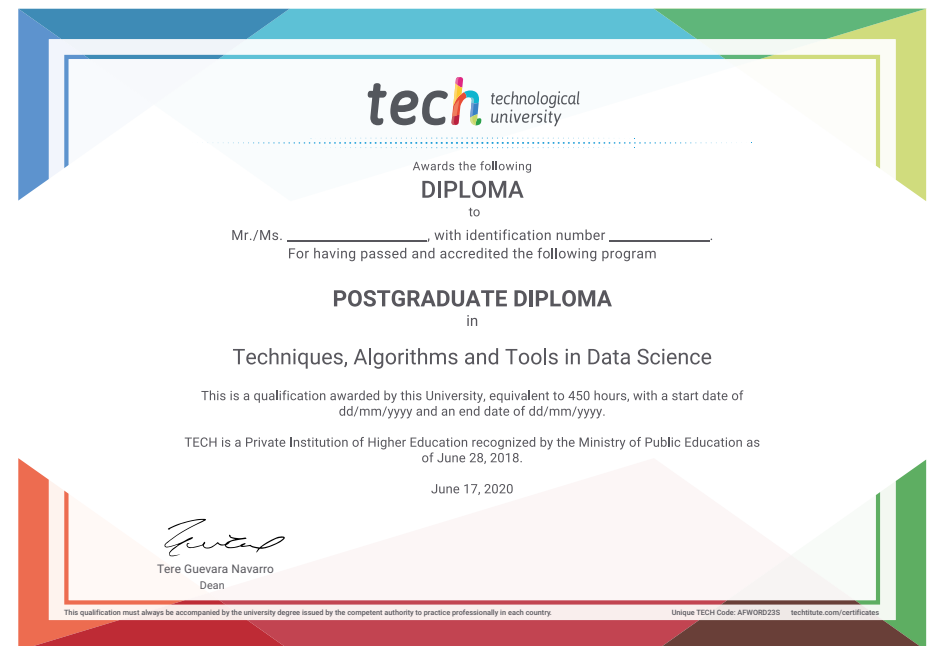 tech technological
university
Awards the following
DIPLOMA
to
Mr./Ms. ____________________, with identification number ______________.
For having passed and accredited the following program
POSTGRADUATE DIPLOMA
in
Techniques, Algorithms and Tools in Data Science
This is a qualification awarded by this University, equivalent to 450 hours, with a start date of
dd/mm/yyyy and an end date of dd/mm/yyyy.
TECH is a Private Institution of Higher Education recognized by the Ministry of Public Education as
of June 28, 2018.
June 17, 2020
Tere Guevara Navarro
Dean
This qualification must always be accompanied by the university degree issued by the competent authority to practice professionally in each country.
Unique TECH Code: AFWORD23S techtitute.com/certificates